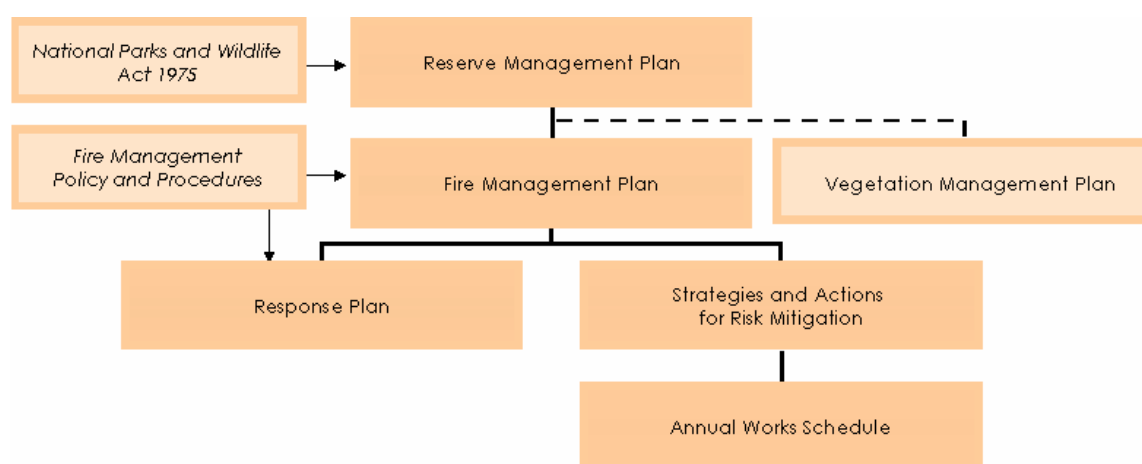 National Parks and Wildlife
Act 1975
Reserve Management Plan
Fire Management
Policy and Procedures
Fire Management Plan
Vegetation Management Plan
Response Plan
Strategies and Actions
for Risk Mitigation
Annual Works Schedule